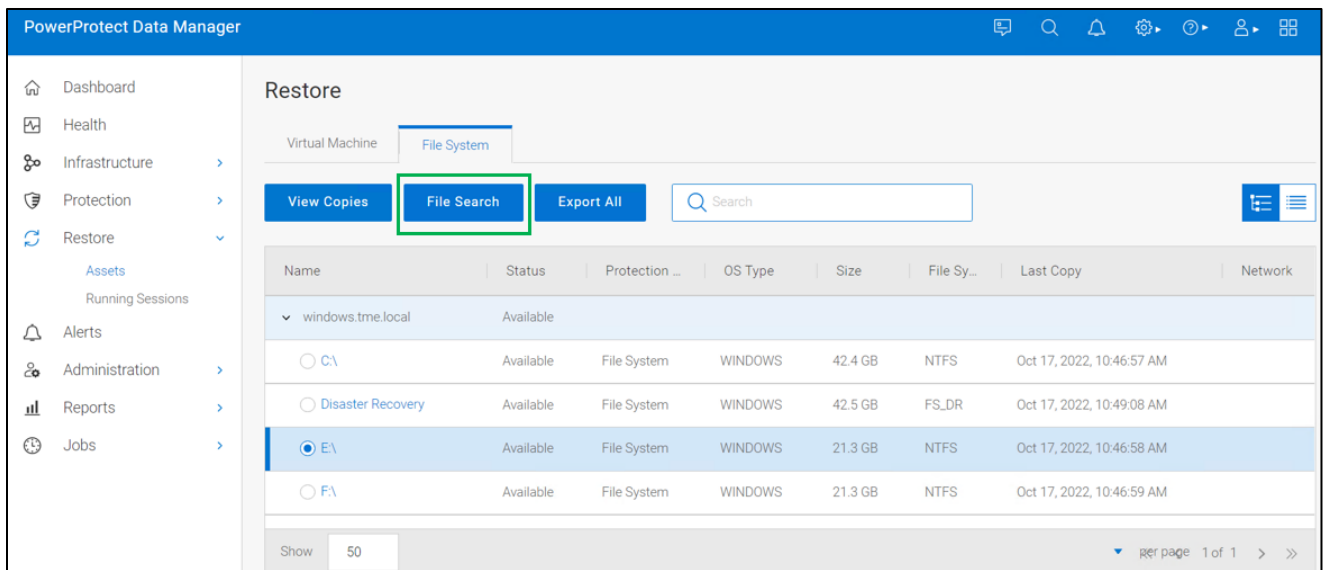 PowerProtect Data Manager
Dashboard
Health
Infrastructure
Protection
Restore
Assets
Running Sessions
Alerts
Administration
Reports
Jobs
Restore
Virtual Machine File System
View Copies File Search Export All Search
Name Status Protection ... OS Type Size File Sy... Last Copy Network
windows.tme.local Available
C:\ Available File System WINDOWS 42.4 GB NTFS Oct 17, 2022, 10:46:57 AM
Disaster Recovery Available File System WINDOWS 42.5 GB FS_DR Oct 17, 2022, 10:49:08 AM
E:\ Available File System WINDOWS 21.3 GB NTFS Oct 17, 2022, 10:46:58 AM
F:\ Available File System WINDOWS 21.3 GB NTFS Oct 17, 2022, 10:46:59 AM
Show 50 per page 1 of 1